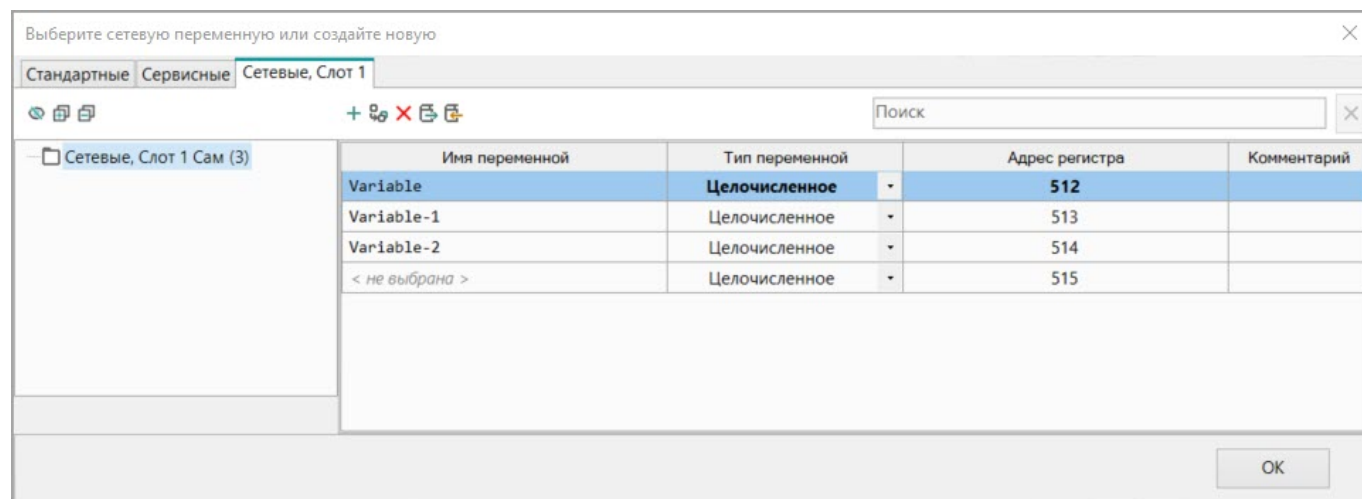 Выберите сетевую переменную или создайте новую
Стандартные Сервисные Сетевые, Слот 1
Поиск
Сетевые, Слот 1 Сам (3)
Имя переменной Тип переменной Адрес регистра Комментарий
Variable Целочисленное 512
Variable-1 Целочисленное 513
Variable-2 Целочисленное 514
< не выбрана > Целочисленное 515
OK